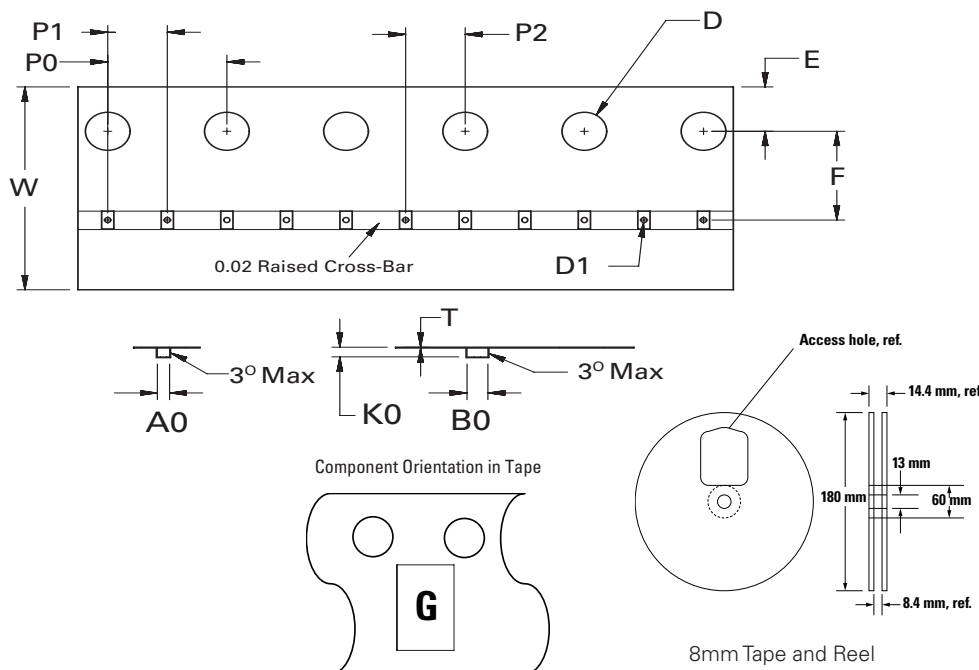 P1
P2
D
P0
E
W
F
0.02 Raised Cross-Bar
D1
T
3° Max
3° Max
A0
K0
B0
Access hole, ref.
14.4 mm, ref
13 mm
180 mm
60 mm
8.4 mm, ref.
Component Orientation in Tape
G
8mm Tape and Reel